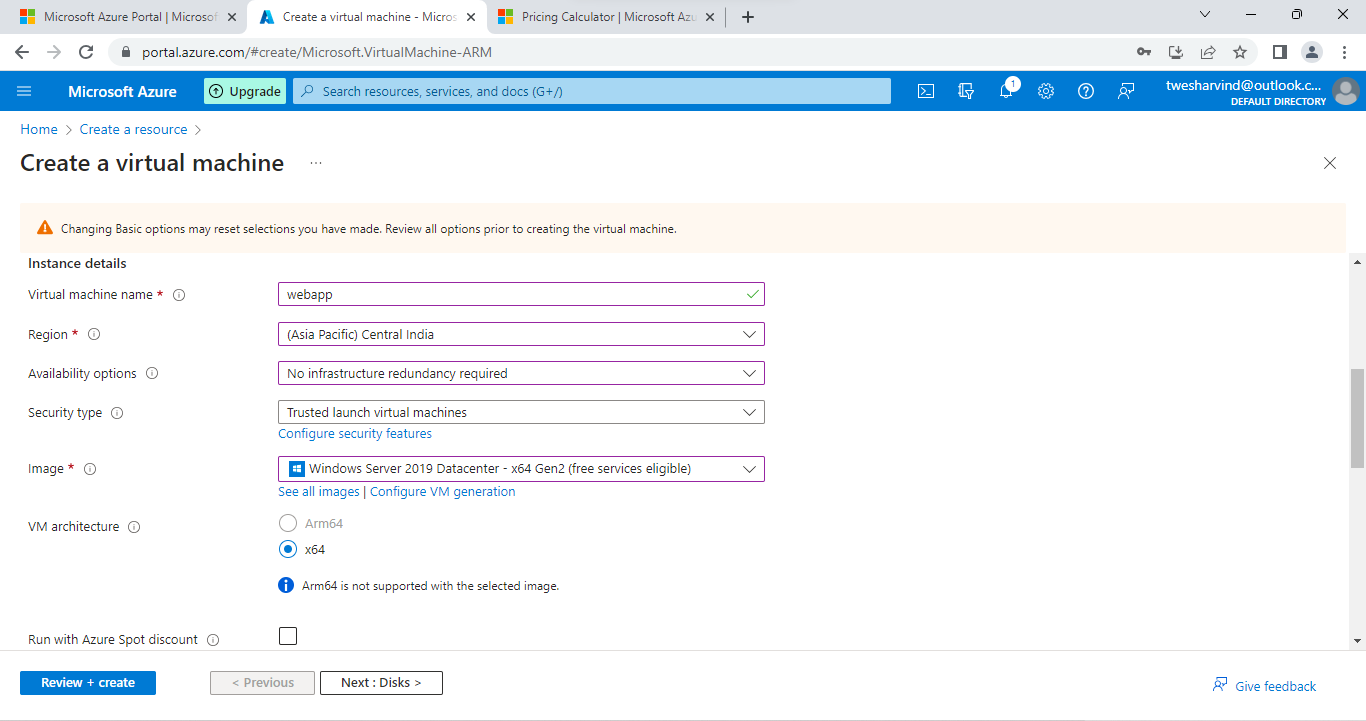 Microsoft Azure Portal | Microsof
Create a virtual machine - Micros
Pricing Calculator | Microsoft Azu
portal.azure.com/#create/Microsoft.VirtualMachine-ARM
Microsoft Azure
Upgrade
Search resources, services, and docs (G+/)
1
twesharvind@outlook.c...
DEFAULT DIRECTORY
Home > Create a resource >
Create a virtual machine ...
Changing Basic options may reset selections you have made. Review all options prior to creating the virtual machine.
Instance details
Virtual machine name *
webapp
Region *
(Asia Pacific) Central India
Availability options
No infrastructure redundancy required
Security type
Trusted launch virtual machines
Configure security features
Image *
Windows Server 2019 Datacenter - x64 Gen2 (free services eligible)
See all images | Configure VM generation
VM architecture
Arm64
x64
Arm64 is not supported with the selected image.
Run with Azure Spot discount
Review + create
< Previous
Next : Disks >
Give feedback